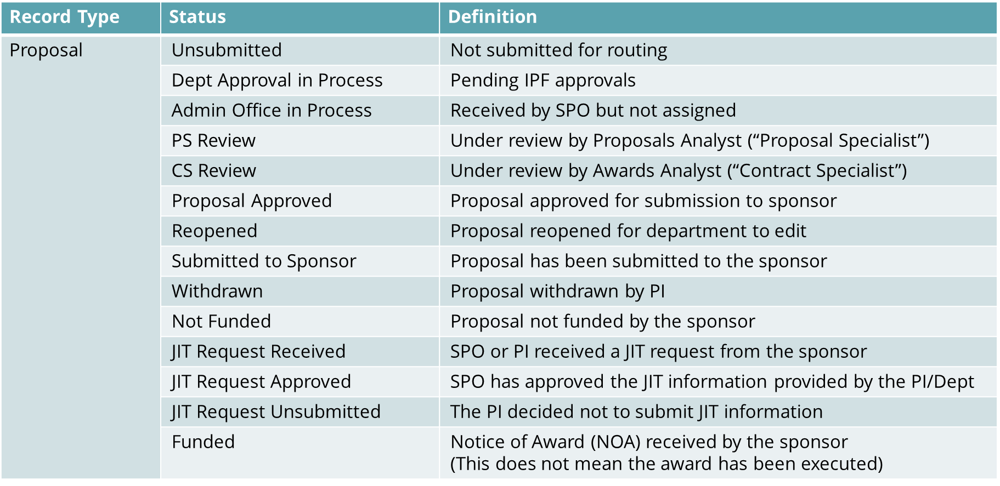 Record Type Status Definition
Proposal Unsubmitted Not submitted for routing
Dept Approval in Process Pending IPF approvals
Admin Office in Process Received by SPO but not assigned
PS Review Under review by Proposals Analyst (“Proposal Specialist”)
CS Review Under review by Awards Analyst (“Contract Specialist”)
Proposal Approved Proposal approved for submission to sponsor
Reopened Proposal reopened for department to edit
Submitted to Sponsor Proposal has been submitted to the sponsor
Withdrawn Proposal withdrawn by PI
Not Funded Proposal not funded by the sponsor
JIT Request Received SPO or PI received a JIT request from the sponsor
JIT Request Approved SPO has approved the JIT information provided by the PI/Dept
JIT Request Unsubmitted The PI decided not to submit JIT information
Funded Notice of Award (NOA) received by the sponsor
(This does not mean the award has been executed)